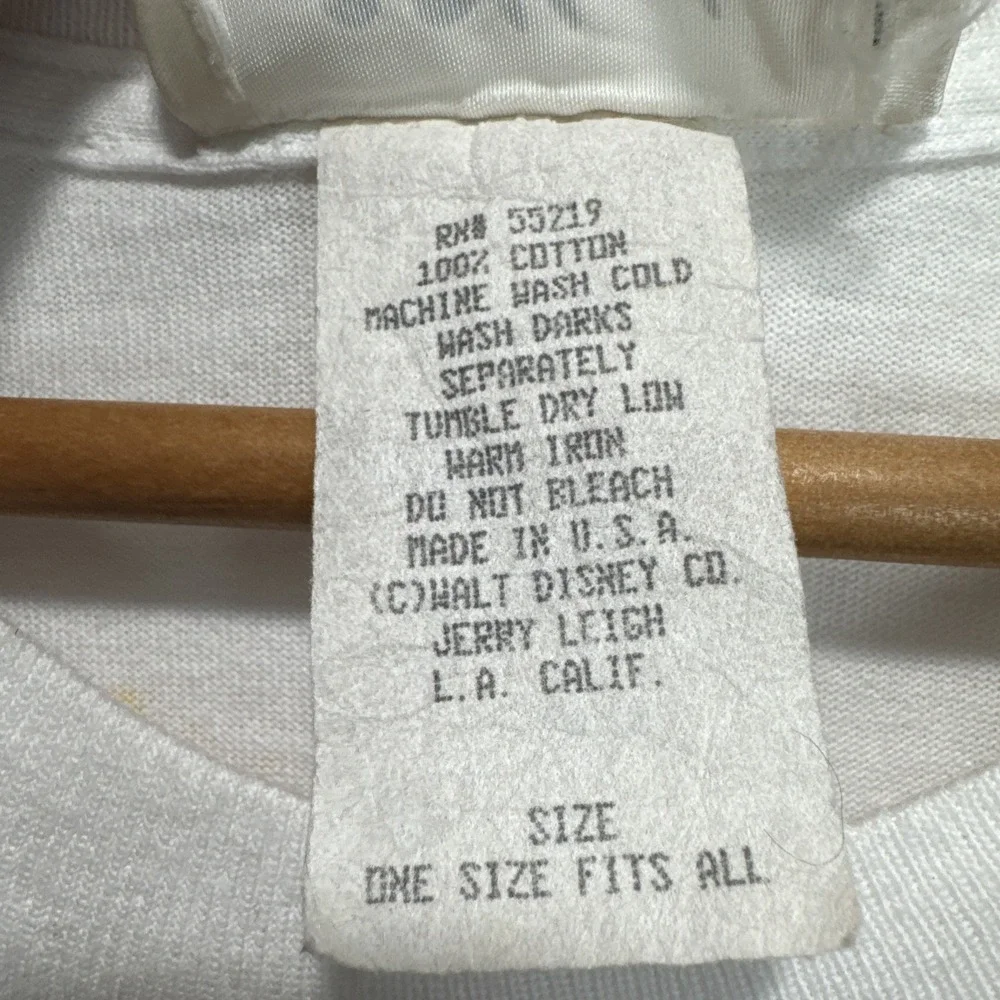 RN# 55219
100% COTTON
MACHINE WASH COLD
WASH DARKS
SEPARATELY
TUMBLE DRY LOW
WARM IRON
DO NOT BLEACH
MADE IN U.S.A.
(C)WALT DISNEY CO.
JERRY LEIGH
L.A. CALIF.
SIZE
ONE SIZE FITS ALL